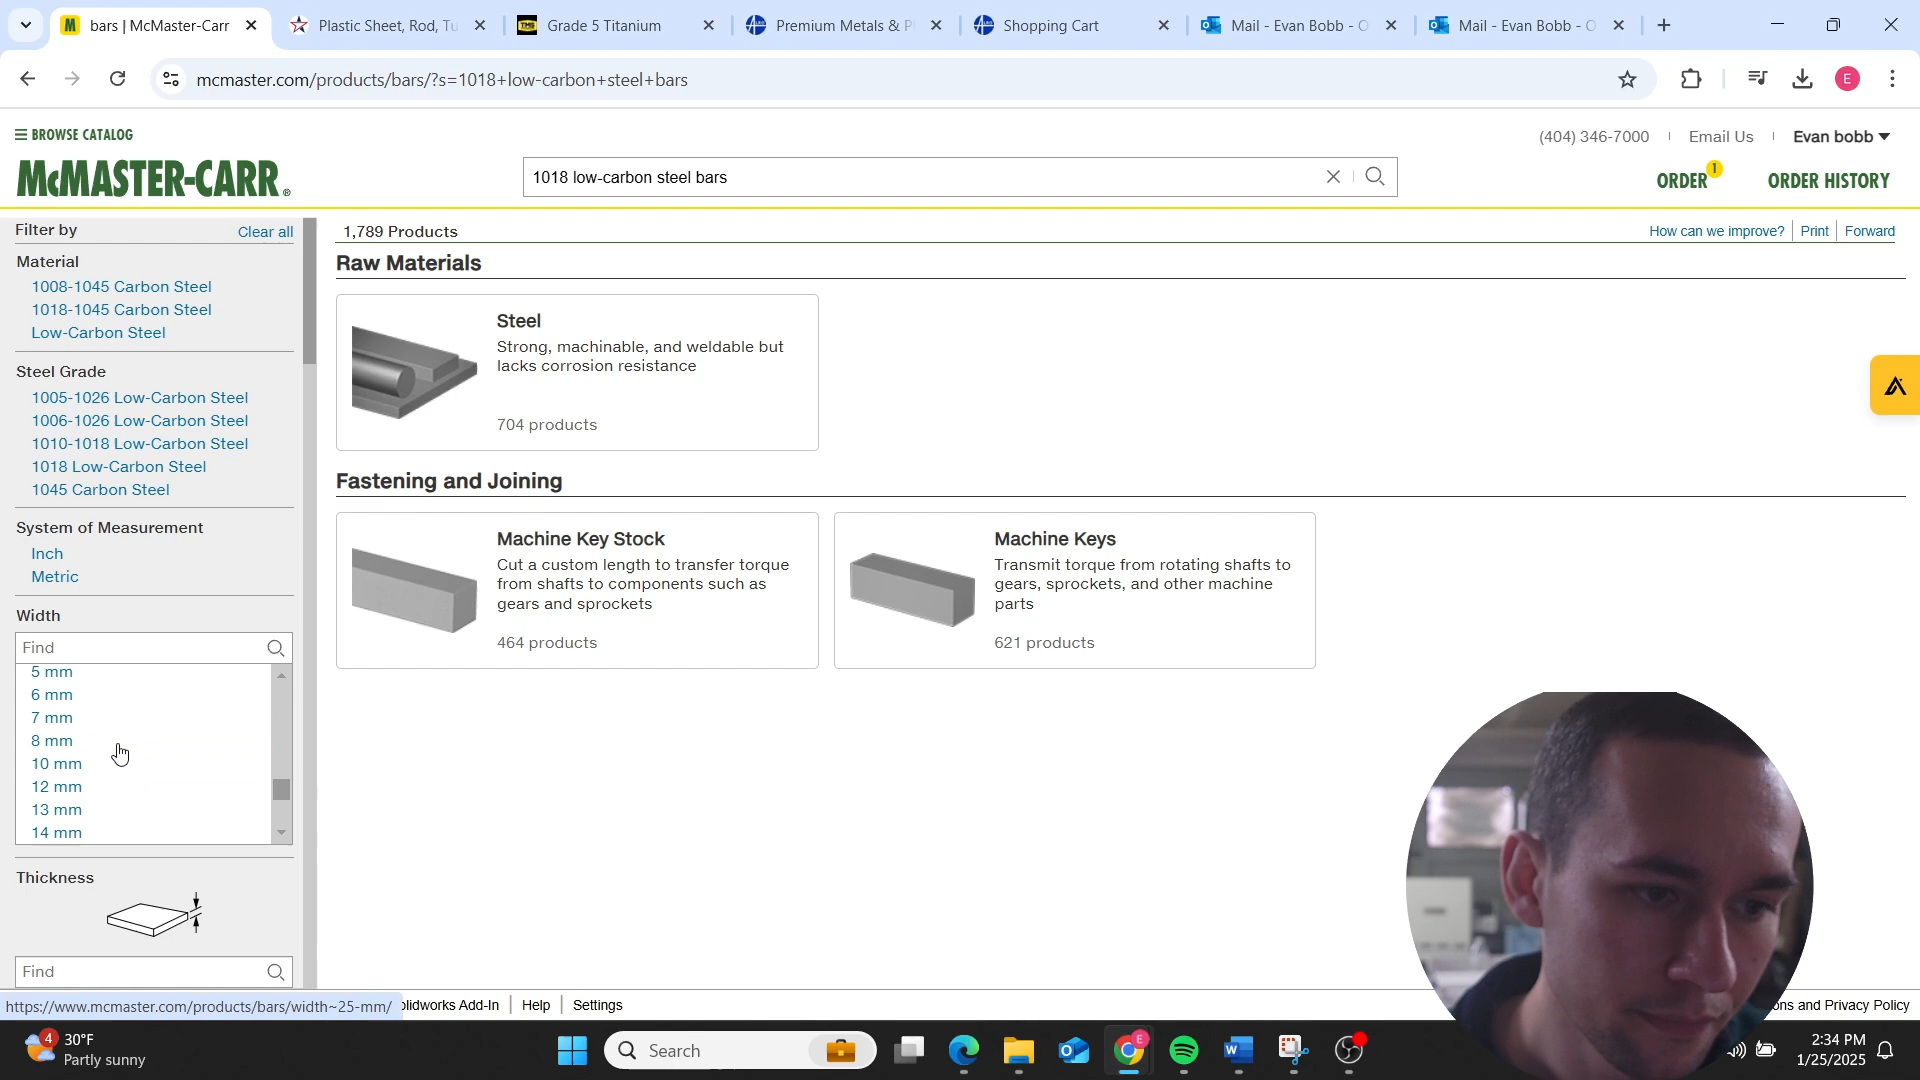 bars | McMaster-Carr
Plastic Sheet, Rod, Tu
Grade 5 Titanium
Premium Metals & P
Shopping Cart
Mail - Evan Bobb - O
Mail - Evan Bobb - O
mcmaster.com/products/bars/?s=1018+low-carbon+steel+bars
E
BROWSE CATALOG
(404) 346-7000
Email Us
Evan bobb
McMASTER-CARR®
1018 low-carbon steel bars
ORDER 1
ORDER HISTORY
Filter by
Clear all
1,789 Products
How can we improve?
Print
Forward
Material
1008-1045 Carbon Steel
1018-1045 Carbon Steel
Low-Carbon Steel
Steel Grade
1005-1026 Low-Carbon Steel
1006-1026 Low-Carbon Steel
1010-1018 Low-Carbon Steel
1018 Low-Carbon Steel
1045 Carbon Steel
System of Measurement
Inch
Metric
Width
Find
5 mm
6 mm
7 mm
8 mm
10 mm
12 mm
13 mm
14 mm
Thickness
Find
Raw Materials
Steel
Strong, machinable, and weldable but
lacks corrosion resistance
704 products
Fastening and Joining
Machine Key Stock
Cut a custom length to transfer torque
from shafts to components such as
gears and sprockets
464 products
Machine Keys
Transmit torque from rotating shafts to
gears, sprockets, and other machine
parts
621 products
https://www.mcmaster.com/products/bars/width~25-mm/
olidworks Add-In
Help
Settings
ons and Privacy Policy
4
30°F
Partly sunny
Search
E
2:34 PM
1/25/2025